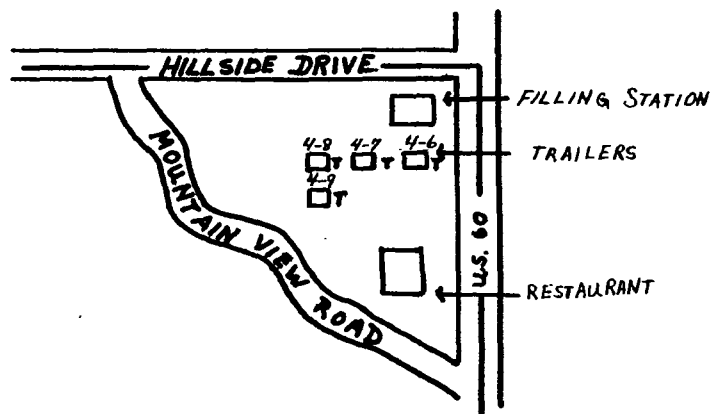 HILLSIDE DRIVE
FILLING STATION
4-8 4-7 4-6
T T T
TRAILERS
4-9
T
MOUNTAIN VIEW ROAD
U.S. 60
RESTAURANT